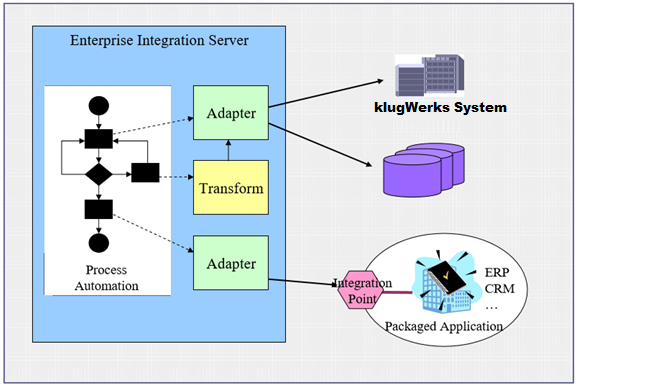 Enterprise Integration Server
Adapter
klugWerks System
Transform
Process
Automation
Adapter
Integration
Point
ERP
CRM
...
Packaged Application